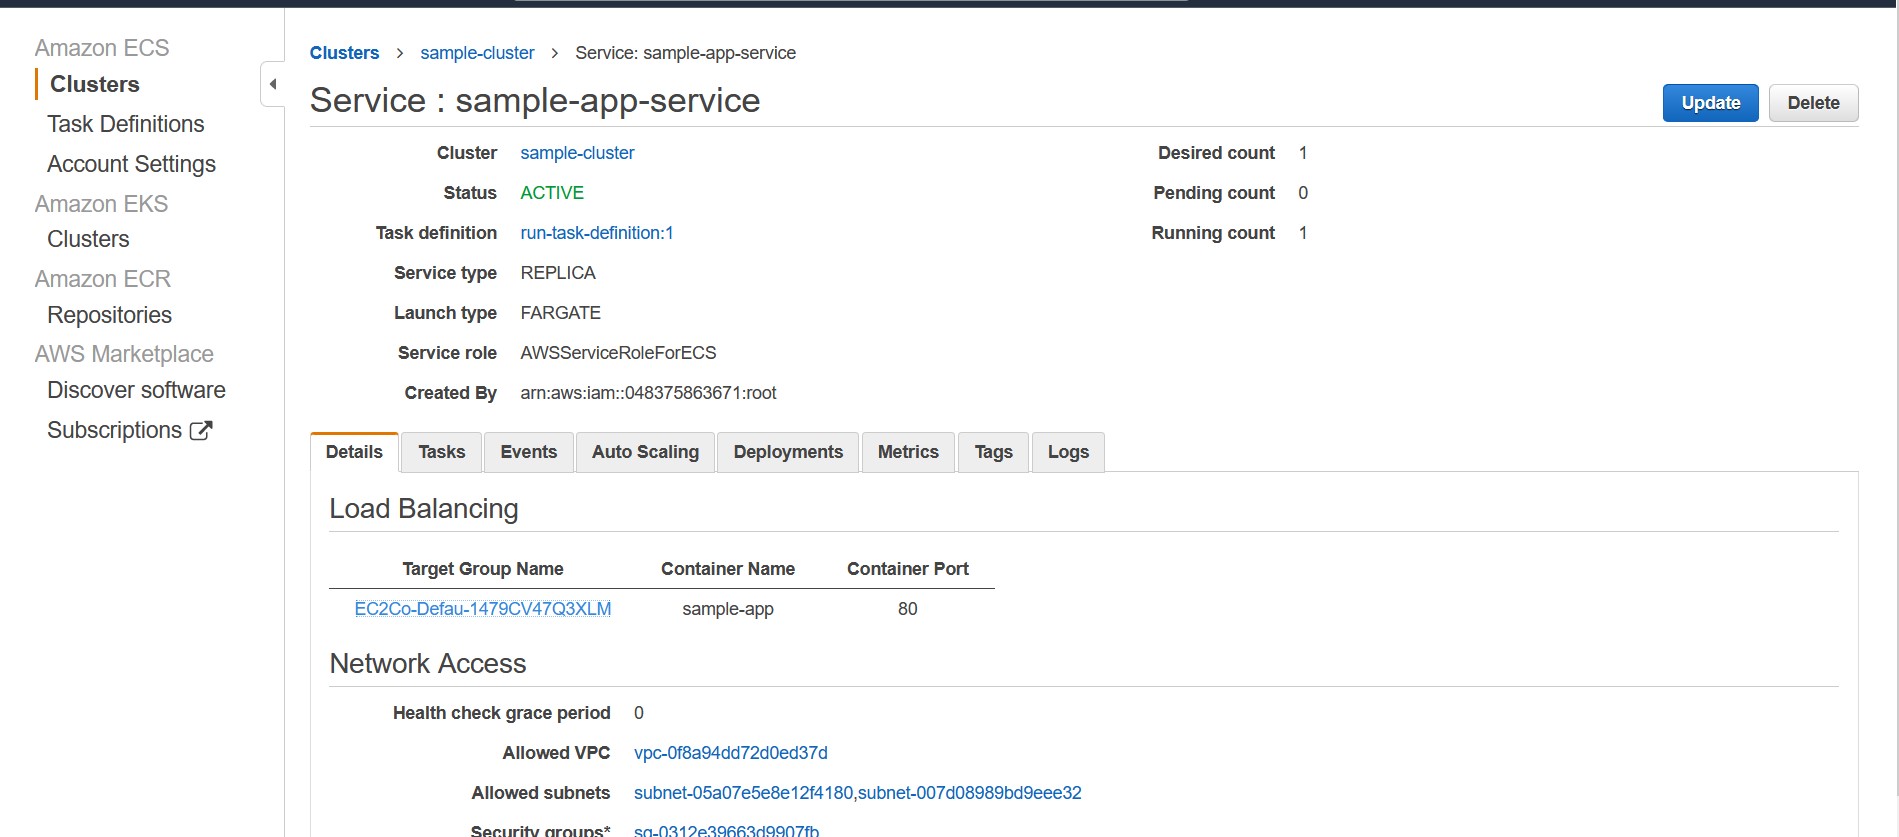 Amazon ECS
Clusters
Task Definitions
Account Settings
Amazon EKS
Clusters
Amazon ECR
Repositories
AWS Marketplace
Discover software
Subscriptions
Clusters > sample-cluster > Service: sample-app-service
Service : sample-app-service
Update Delete
Cluster sample-cluster
Status ACTIVE
Task definition run-task-definition:1
Service type REPLICA
Launch type FARGATE
Service role AWSServiceRoleForECS
Created By arn:aws:iam::048375863671:root
Desired count 1
Pending count 0
Running count 1
Details Tasks Events Auto Scaling Deployments Metrics Tags Logs
Load Balancing
Target Group Name Container Name Container Port
EC2Co-Defau-1479CV47Q3XLM sample-app 80
Network Access
Health check grace period 0
Allowed VPC vpc-0f8a94dd72d0ed37d
Allowed subnets subnet-05a07e5e8e12f4180,subnet-007d08989bd9eee32
Security groups* sg-0312e39663d9907fb